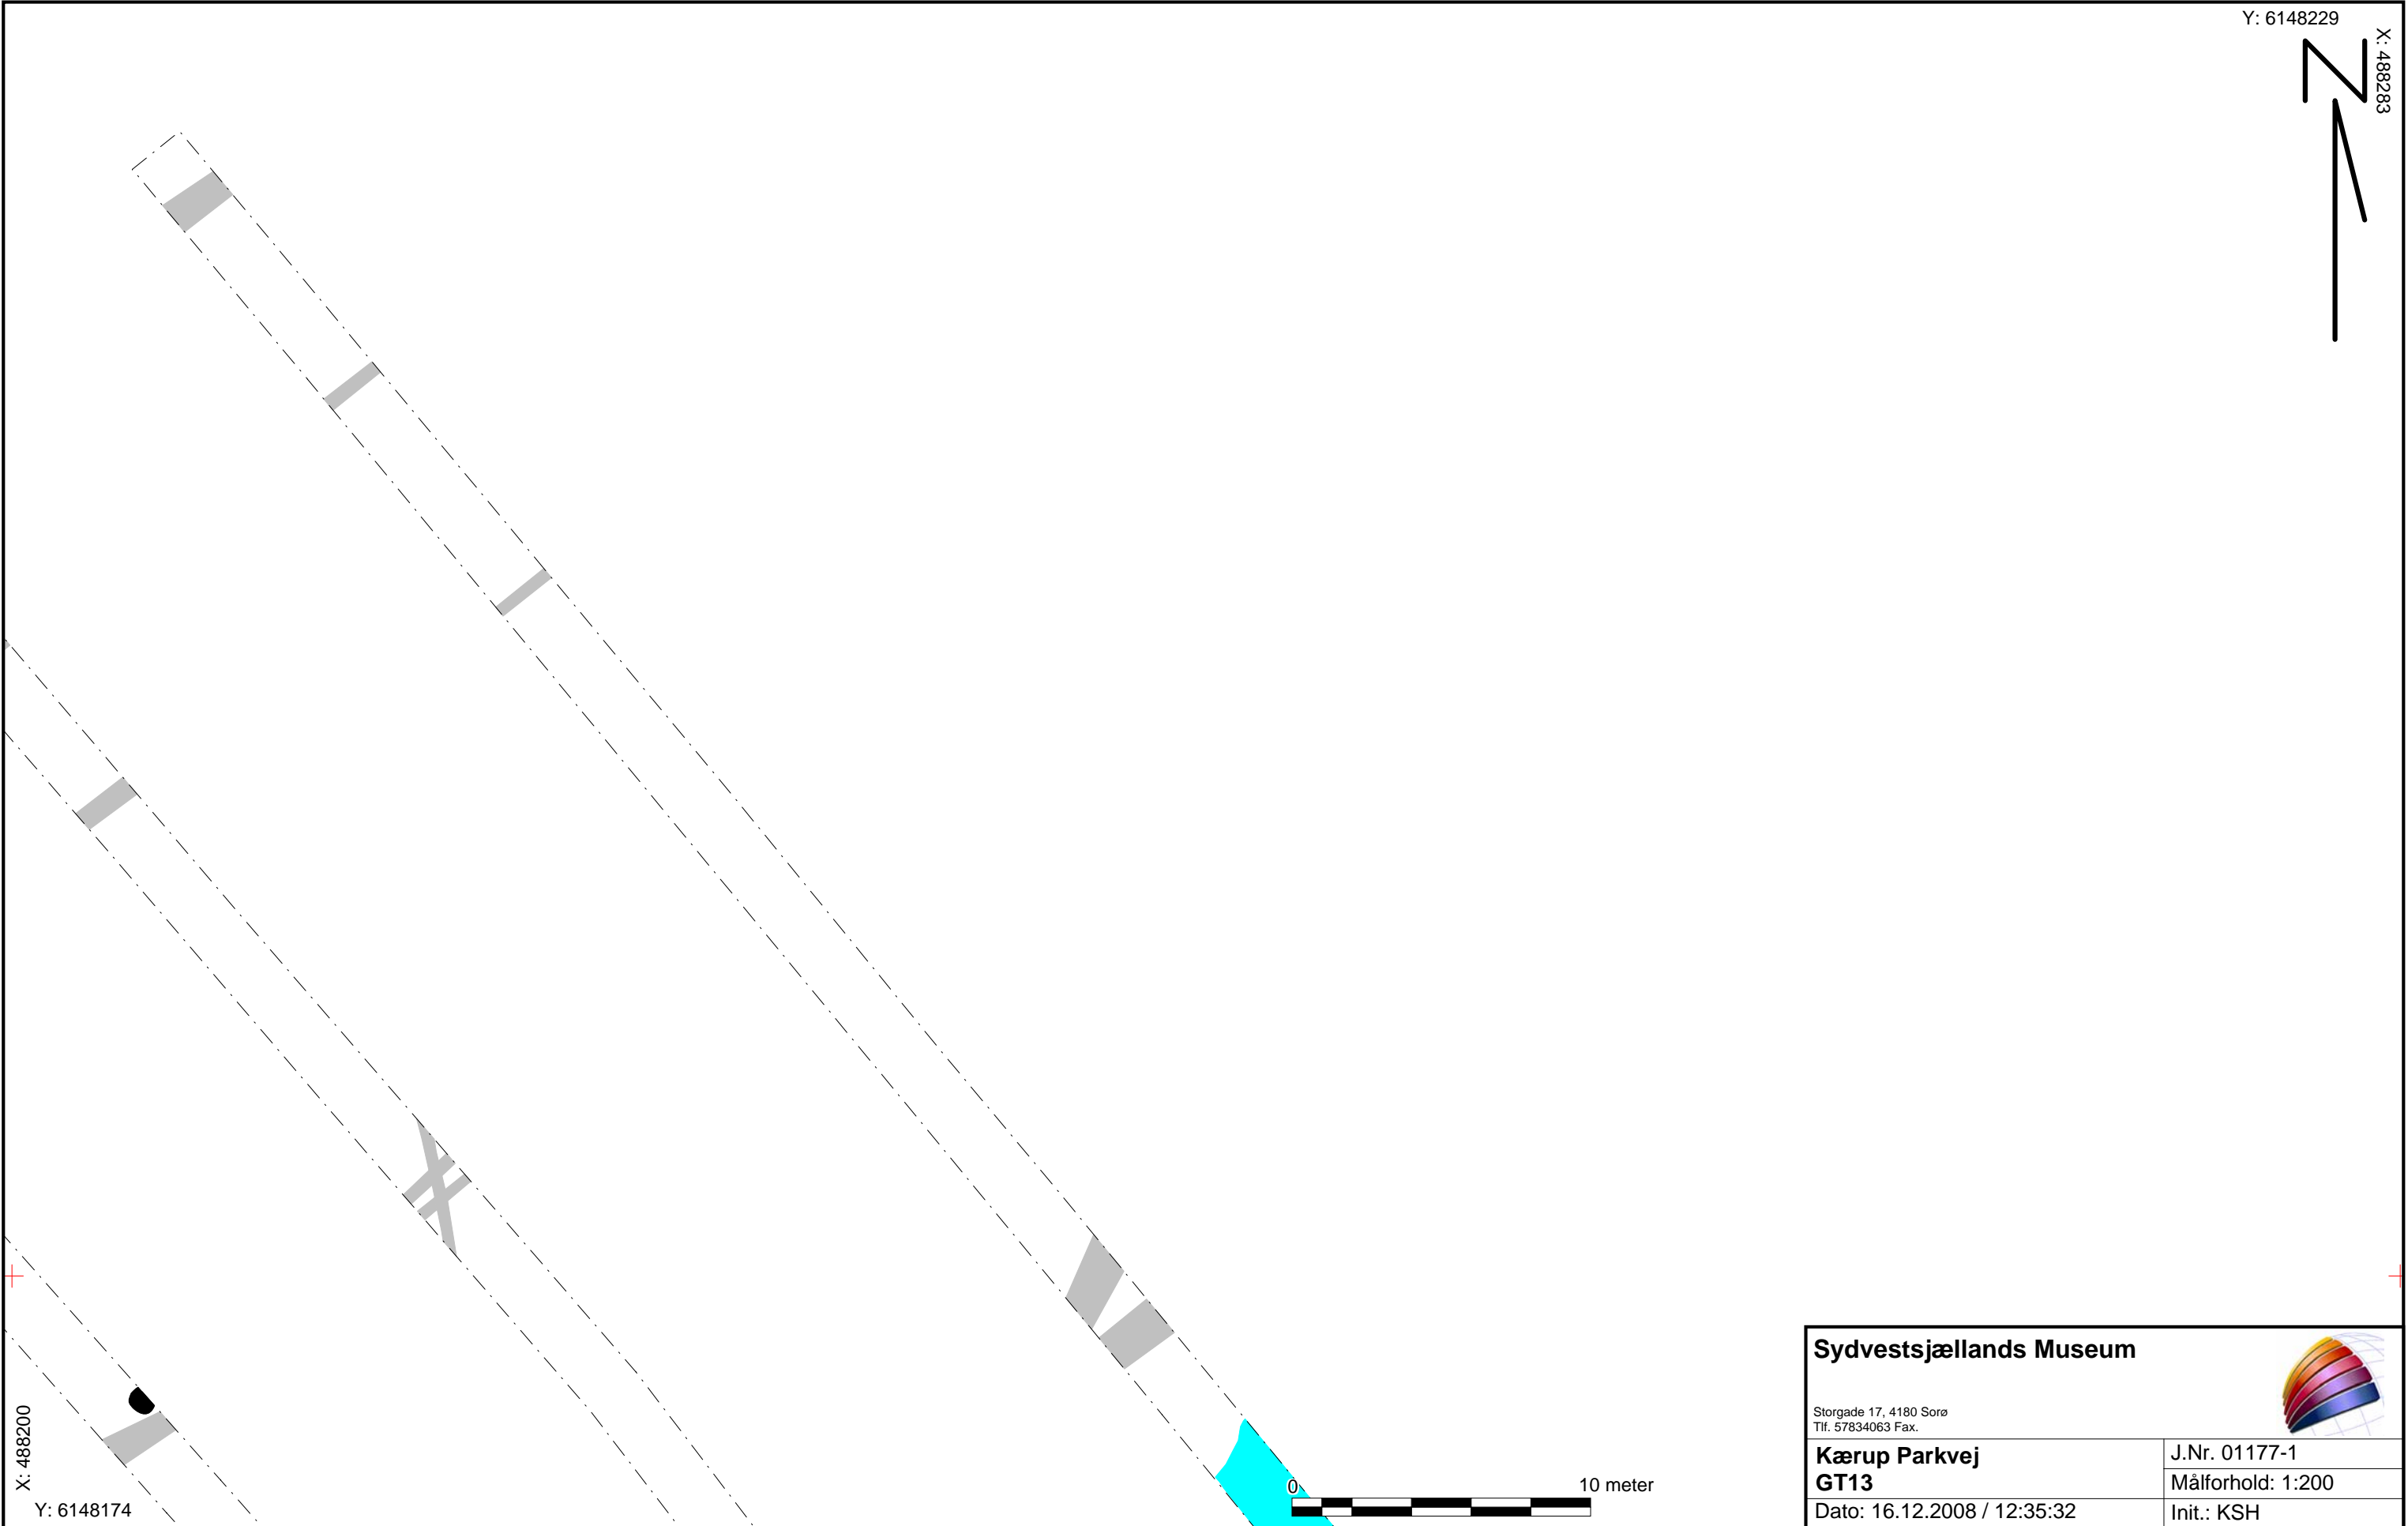 Y: 6148229
X: 488283
X: 488200
Y: 6148174
0
10 meter
Sydvestsjællands Museum
Storgade 17, 4180 Sorø
Tlf. 57834063 Fax.
Kærup Parkvej
GT13
J.Nr. 01177-1
Målforhold: 1:200
Dato: 16.12.2008 / 12:35:32
Init.: KSH